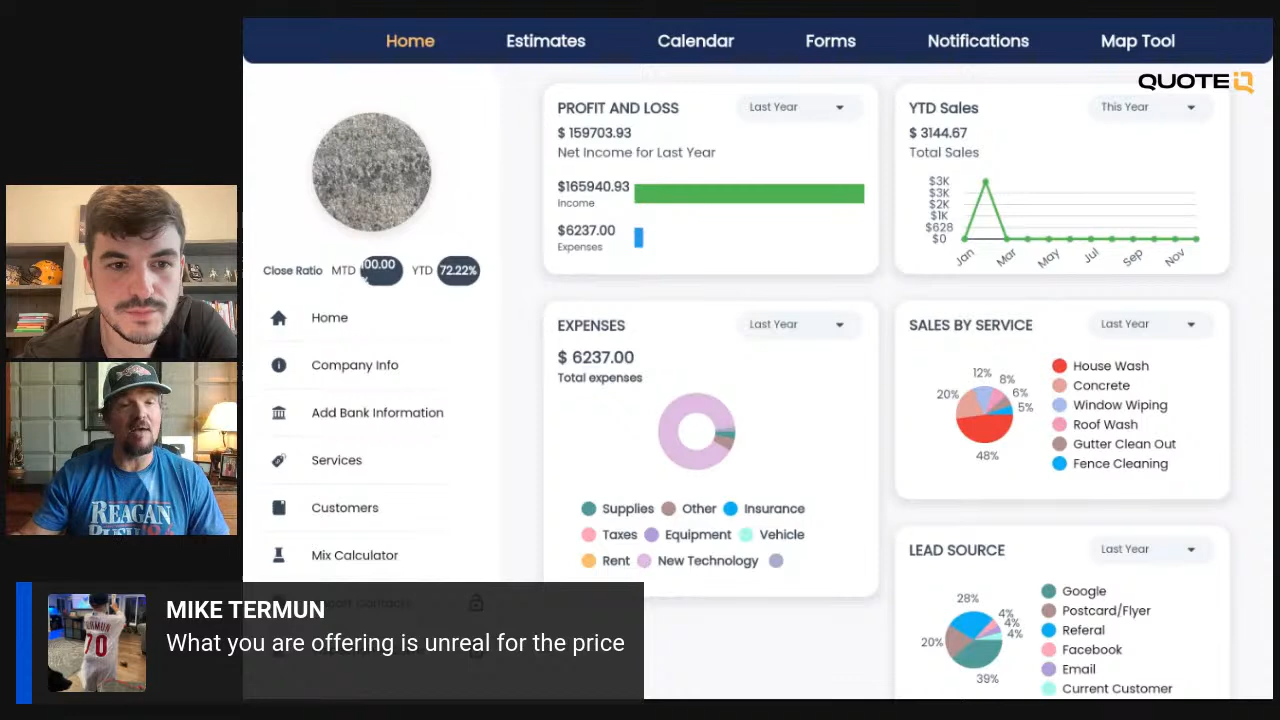 Home Estimates Calendar Forms Notifications Map Tool
QUOTE IQ
PROFIT AND LOSS
Last Year
$ 159703.93
Net Income for Last Year
$165940.93
Income
$6237.00
Expenses
YTD Sales
This Year
$ 3144.67
Total Sales
$3K
$3K
$2K
$1K
$628
$0
Jan Mar May Jul Sep Nov
Close Ratio MTD 00.00 YTD 72.22%
Home
Company Info
Add Bank Information
Services
Customers
Mix Calculator
EXPENSES
Last Year
$ 6237.00
Total expenses
Supplies Other Insurance
Taxes Equipment Vehicle
Rent New Technology
SALES BY SERVICE
Last Year
12%
8%
6%
5%
20%
48%
House Wash
Concrete
Window Wiping
Roof Wash
Gutter Clean Out
Fence Cleaning
LEAD SOURCE
Last Year
28%
4%
4%
4%
20%
39%
Google
Postcard/Flyer
Referal
Facebook
Email
Current Customer
REAGAN
MIKE TERMUN
What you are offering is unreal for the price
70